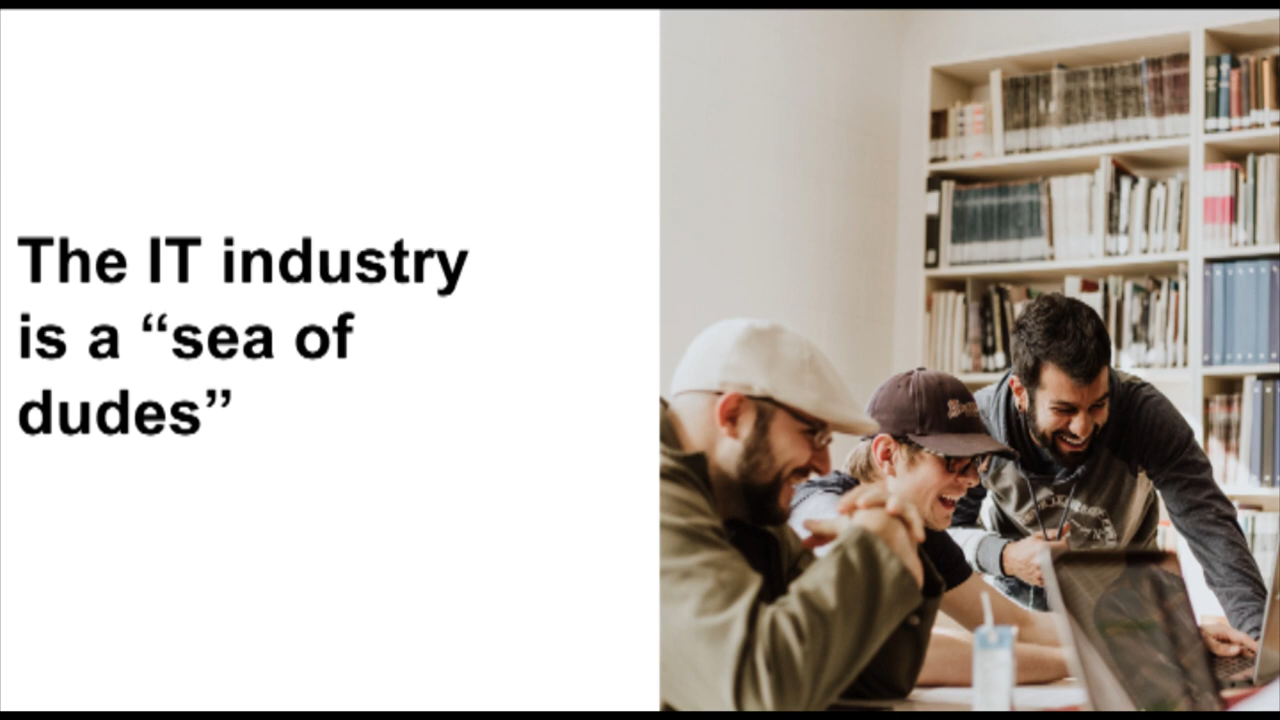 The IT industry
is a “sea of
dudes”